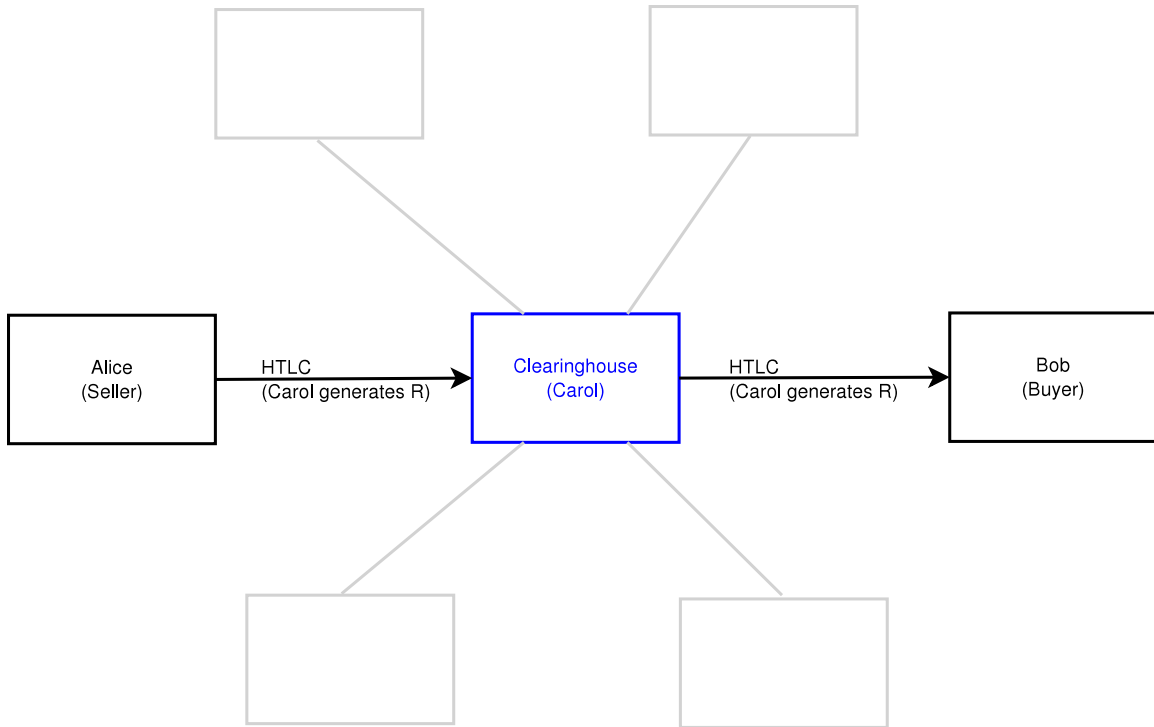 Alice
(Seller)
HTLC
(Carol generates R)
Clearinghouse
(Carol)
HTLC
(Carol generates R)
Bob
(Buyer)